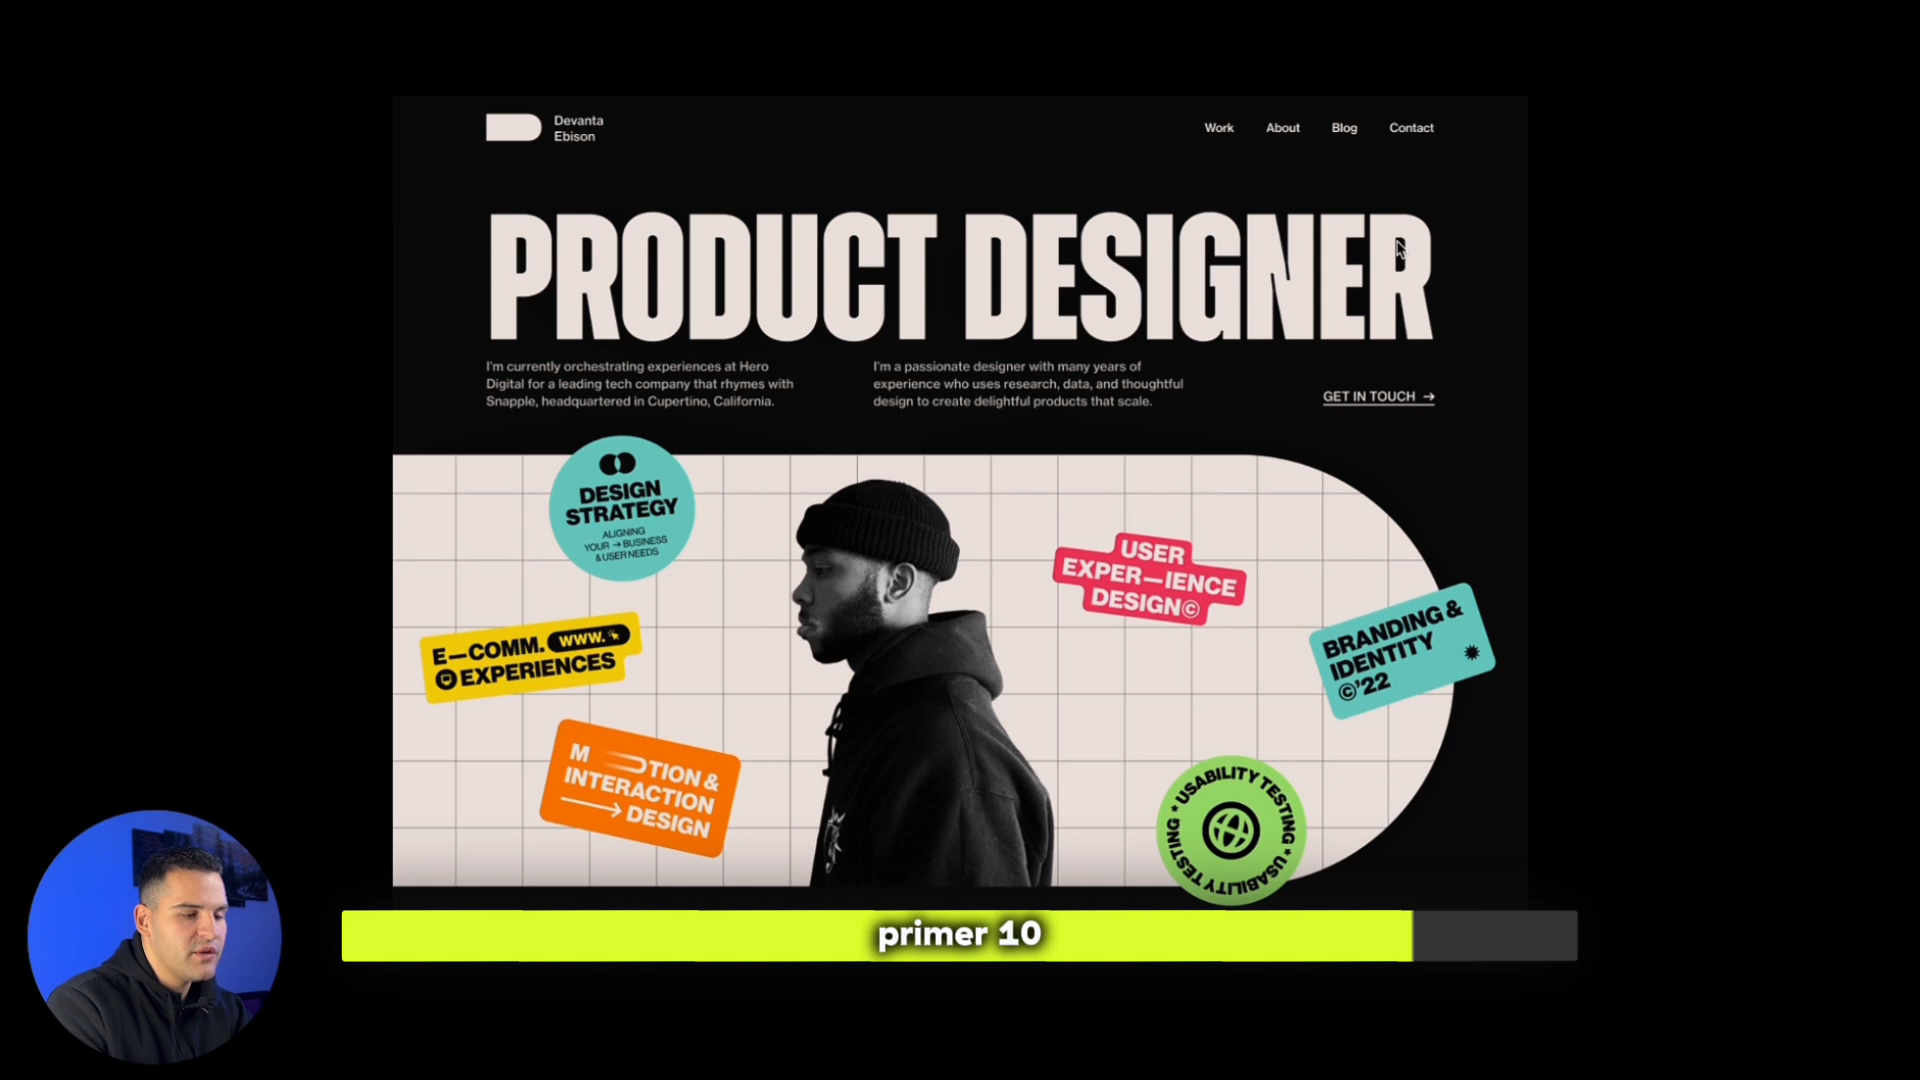 Devanta
Ebison
Work
About
Blog
Contact
PRODUCT DESIGNER
I'm currently orchestrating experiences at Hero
Digital for a leading tech company that rhymes with
Snapple, headquartered in Cupertino, California.
I'm a passionate designer with many years of
experience who uses research, data, and thoughtful
design to create delightful products that scale.
GET IN TOUCH →
DESIGN
STRATEGY
ALIGNING
YOUR → BUSINESS
& USER NEEDS
USER
EXPER—IENCE
DESIGN©
E—COMM. WWW.
EXPERIENCES
BRANDING &
IDENTITY
©'22
MOTION &
INTERACTION
→ DESIGN
* USABILITY TESTING * USABILITY TESTING
primer 10